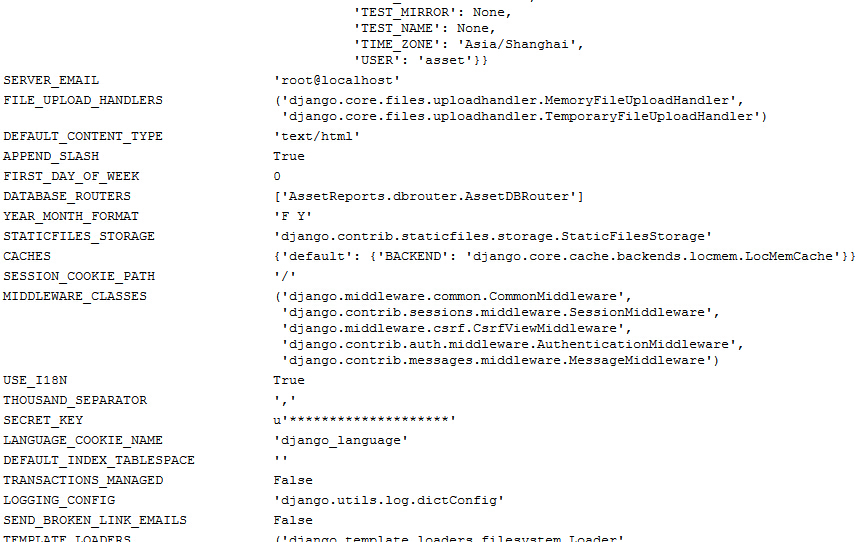 'TEST_MIRROR': None,
'TEST_NAME': None,
'TIME_ZONE': 'Asia/Shanghai',
'USER': 'asset'}}
SERVER_EMAIL 'root@localhost'
FILE_UPLOAD_HANDLERS ('django.core.files.uploadhandler.MemoryFileUploadHandler',
'django.core.files.uploadhandler.TemporaryFileUploadHandler')
DEFAULT_CONTENT_TYPE 'text/html'
APPEND_SLASH True
FIRST_DAY_OF_WEEK 0
DATABASE_ROUTERS ['AssetReports.dbrouter.AssetDBRouter']
YEAR_MONTH_FORMAT 'F Y'
STATICFILES_STORAGE 'django.contrib.staticfiles.storage.StaticFilesStorage'
CACHES {'default': {'BACKEND': 'django.core.cache.backends.locmem.LocMemCache'}}
SESSION_COOKIE_PATH '/'
MIDDLEWARE_CLASSES ('django.middleware.common.CommonMiddleware',
'django.contrib.sessions.middleware.SessionMiddleware',
'django.middleware.csrf.CsrfViewMiddleware',
'django.contrib.auth.middleware.AuthenticationMiddleware',
'django.contrib.messages.middleware.MessageMiddleware')
USE_I18N True
THOUSAND_SEPARATOR ','
SECRET_KEY u'********************'
LANGUAGE_COOKIE_NAME 'django_language'
DEFAULT_INDEX_TABLESPACE ''
TRANSACTIONS_MANAGED False
LOGGING_CONFIG 'django.utils.log.dictConfig'
SEND_BROKEN_LINK_EMAILS False
TEMPLATE_LOADERS ('django.template.loaders.filesystem.Loader',